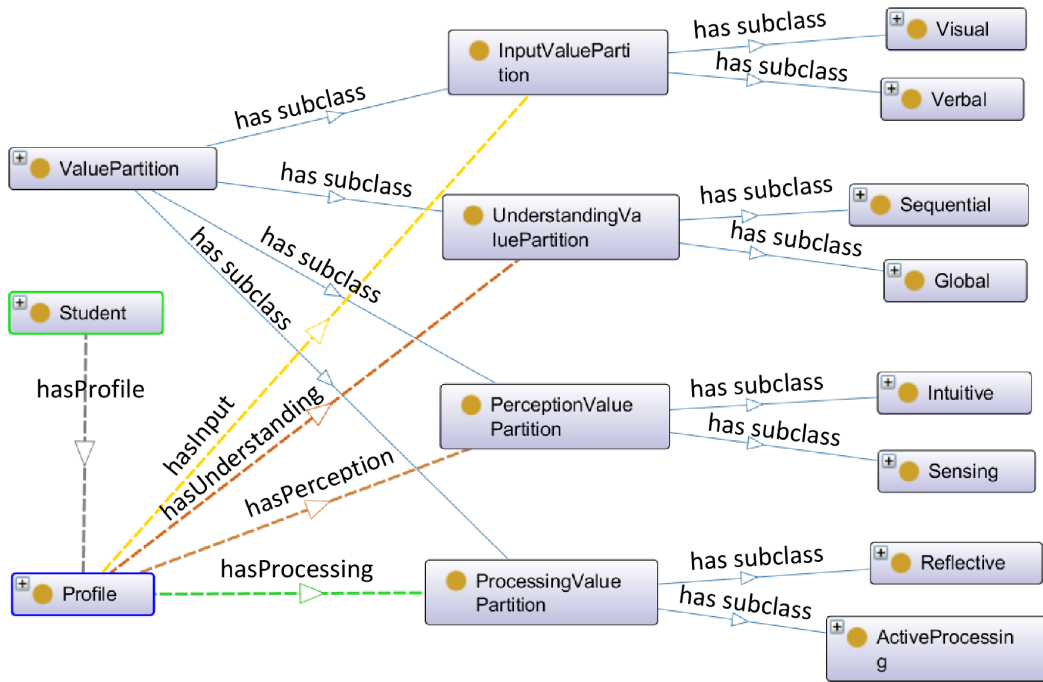 InputValueParti
tion
has subclass
Visual
has subclass
Verbal
has subclass
ValuePartition
has subclass
UnderstandingVa
luePartition
has subclass
Sequential
has subclass
Global
has subclass
has subclass
Student
hasProfile
hasInput
hasUnderstanding
hasPerception
PerceptionValue
Partition
has subclass
Intuitive
has subclass
Sensing
Profile
hasProcessing
ProcessingValue
Partition
has subclass
Reflective
has subclass
ActiveProcessin
g